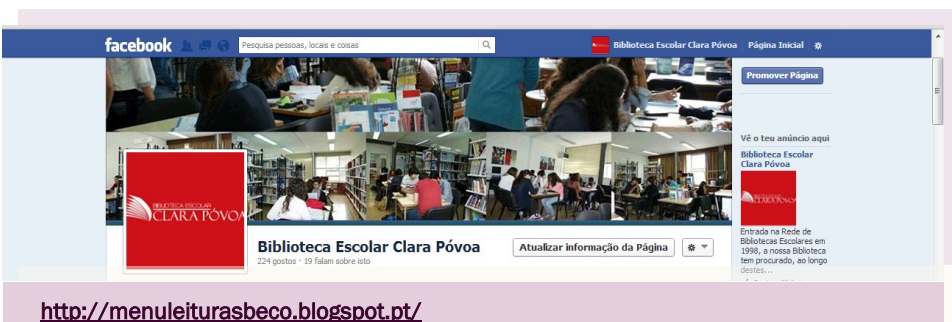 facebook
Pesquisa pessoas, locais e coisas
Biblioteca Escolar Clara Póvoa
Página Inicial
Promover Página
Vê o teu anúncio aqui
Biblioteca Escolar
Clara Póvoa
BIBLIOTECA ESCOLAR
CLARA PÓVOA
CLARA PÓVOA
Entrada na Rede de
Bibliotecas Escolares em
1998, a nossa Biblioteca
tem procurado, ao longo
destes...
Biblioteca Escolar Clara Póvoa
224 gostos · 19 falam sobre isto
Atualizar informação da Página
http://menuleiturasbeco.blogspot.pt/